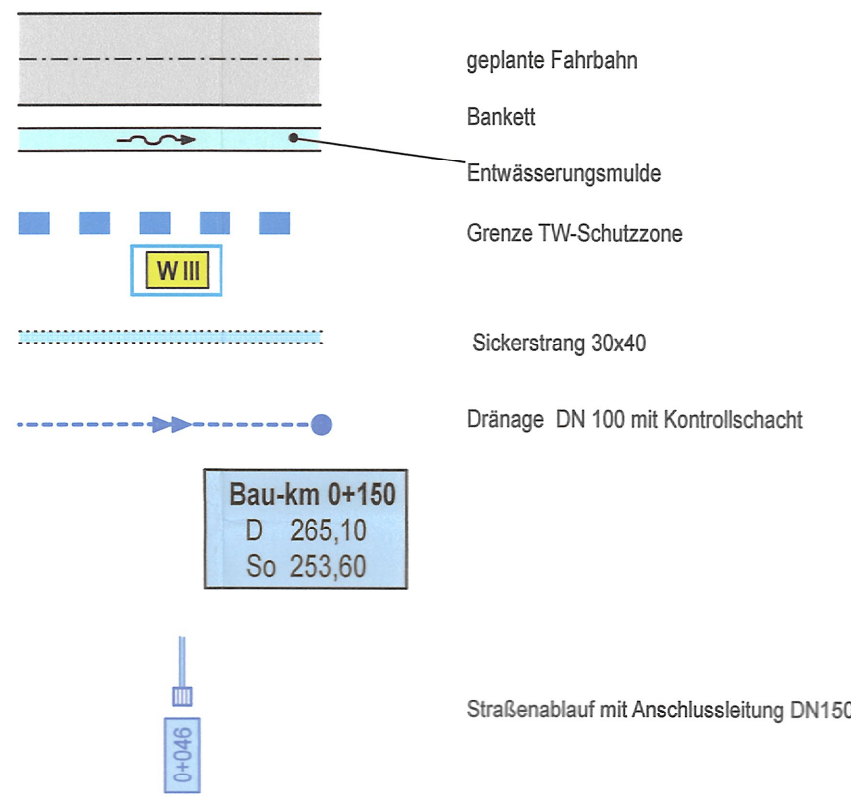 geplante Fahrbahn
Bankett
Entwässerungsmulde
Grenze TW-Schutzzone
W III
Sickerstrang 30x40
Dränage DN 100 mit Kontrollschacht
Bau-km 0+150
D 265,10
So 253,60
Straßenablauf mit Anschlussleitung DN150
0+046